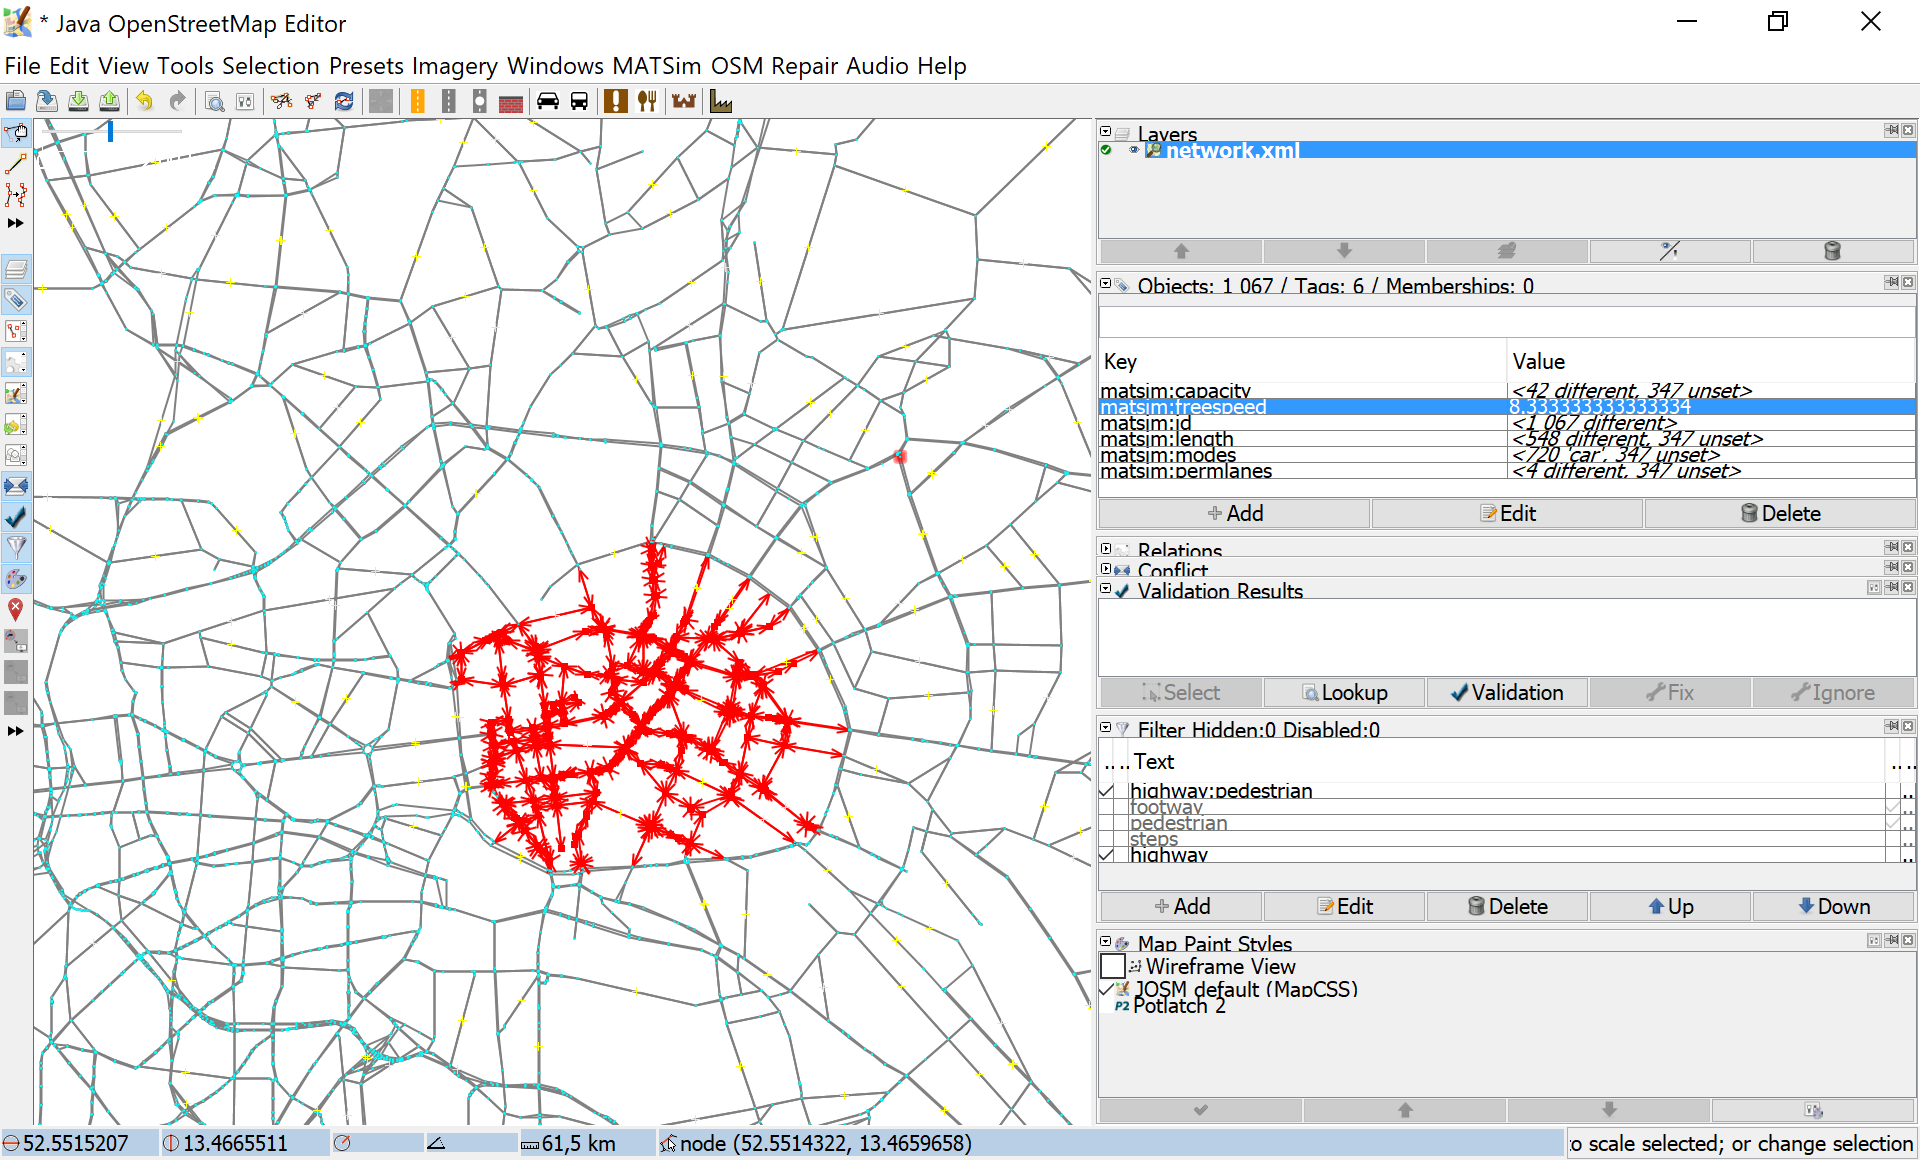 * Java OpenStreetMap Editor
File Edit View Tools Selection Presets Imagery Windows MATSim OSM Repair Audio Help
Layers
network.xml
Objects: 1 067 / Tags: 6 / Memberships: 0
Key Value
matsim:capacity <42 different, 347 unset>
matsim:freespeed 8.333333333333334
matsim:id <1 067 different>
matsim:length <548 different, 347 unset>
matsim:modes <720 'car', 347 unset>
matsim:permlanes <4 different, 347 unset>
Add Edit Delete
Relations
Conflict
Validation Results
Select Lookup Validation Fix Ignore
Filter Hidden:0 Disabled:0
.. .. Text .. ..
highway:pedestrian ..
footway ..
pedestrian ..
steps ..
highway ..
Add Edit Delete Up Down
Map Paint Styles
Wireframe View
JOSM default (MapCSS)
P2 Potlatch 2
52.5515207 13.4665511 61,5 km node (52.5514322, 13.4659658) o scale selected; or change selection